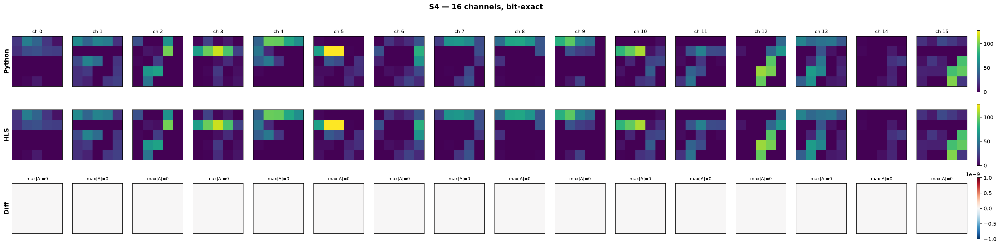 S4 — 16 channels, bit-exact
ch 0 ch 1 ch 2 ch 3 ch 4 ch 5 ch 6 ch 7 ch 8 ch 9 ch 10 ch 11 ch 12 ch 13 ch 14 ch 15
Python
100
50
0
HLS
100
50
0
max|Δ|=0 max|Δ|=0 max|Δ|=0 max|Δ|=0 max|Δ|=0 max|Δ|=0 max|Δ|=0 max|Δ|=0 max|Δ|=0 max|Δ|=0 max|Δ|=0 max|Δ|=0 max|Δ|=0 max|Δ|=0 max|Δ|=0 max|Δ|=0
Diff
1e−9
1.0
0.5
0.0
−0.5
−1.0